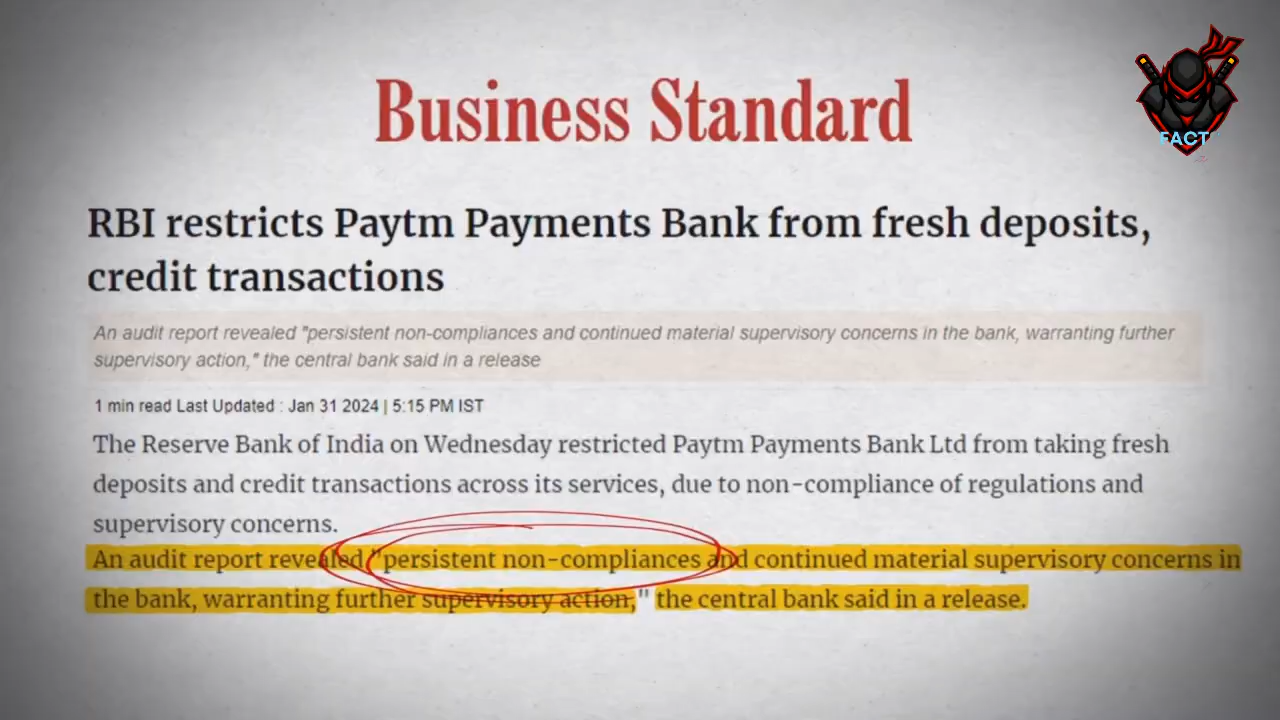 Business Standard
FACT
RBI restricts Paytm Payments Bank from fresh deposits,
credit transactions
An audit report revealed "persistent non-compliances and continued material supervisory concerns in the bank, warranting further
supervisory action," the central bank said in a release
1 min read Last Updated : Jan 31 2024 | 5:15 PM IST
The Reserve Bank of India on Wednesday restricted Paytm Payments Bank Ltd from taking fresh
deposits and credit transactions across its services, due to non-compliance of regulations and
supervisory concerns.
An audit report revealed "persistent non-compliances and continued material supervisory concerns in
the bank, warranting further supervisory action," the central bank said in a release.